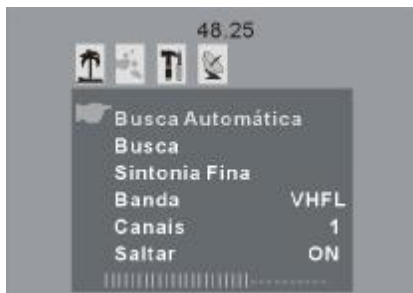 48.25
Busca Automática
Busca
Sintonia Fina
Banda VHFL
Canais 1
Saltar ON